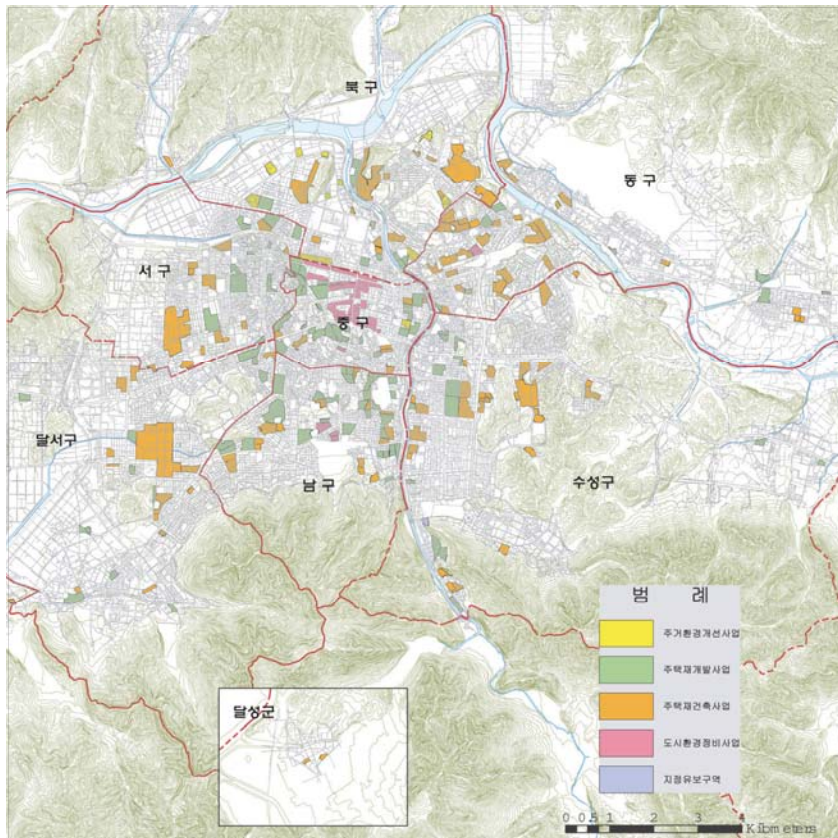 북구
동구
서구
중구
달서구
남구
수성구
범 례
주거환경개선사업
주택재개발사업
주택재건축사업
도시환경정비사업
지정유보구역
달성군
0 0.5 1 2 3 4
Kilometers